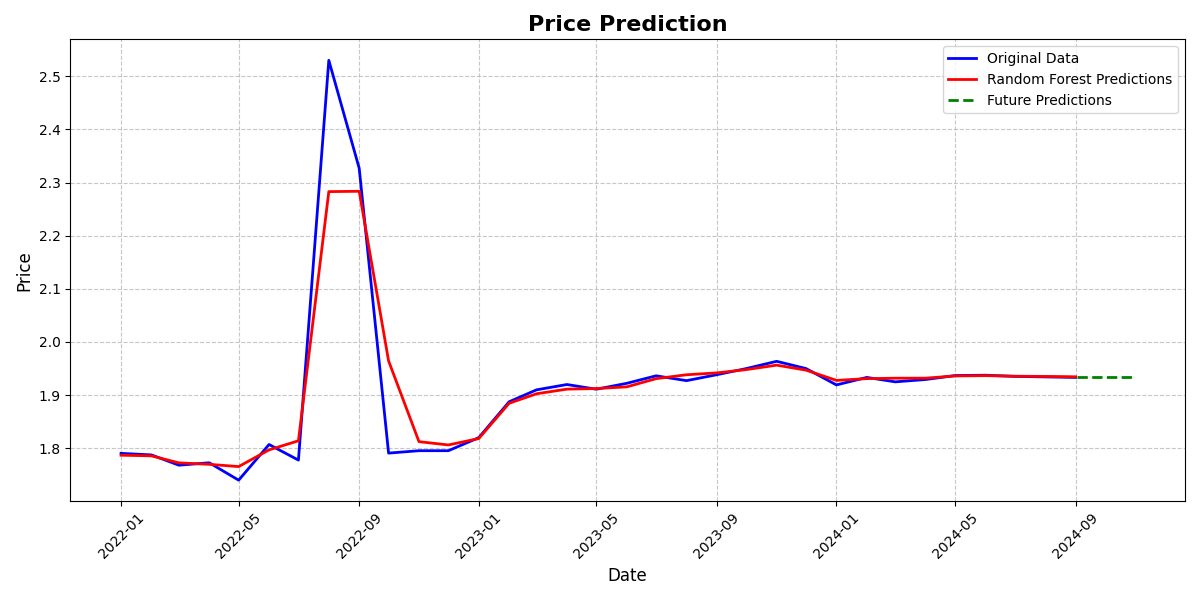 Price Prediction
Original Data
Random Forest Predictions
Future Predictions
Price
2.5
2.4
2.3
2.2
2.1
2.0
1.9
1.8
2022-01
2022-05
2022-09
2023-01
2023-05
2023-09
2024-01
2024-05
2024-09
Date